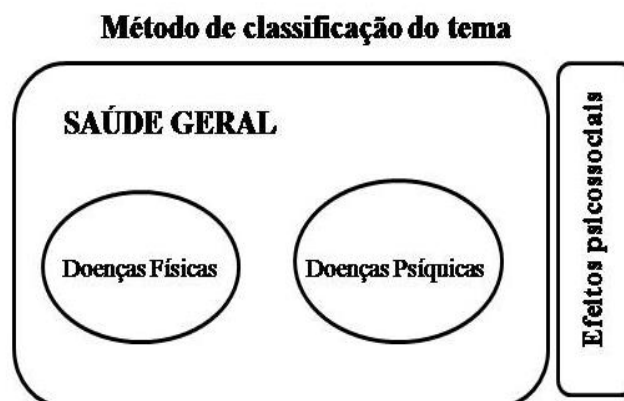 Método de classificação do tema
SAÚDE GERAL
Doenças Físicas
Doenças Psíquicas
Efeitos psicossociais